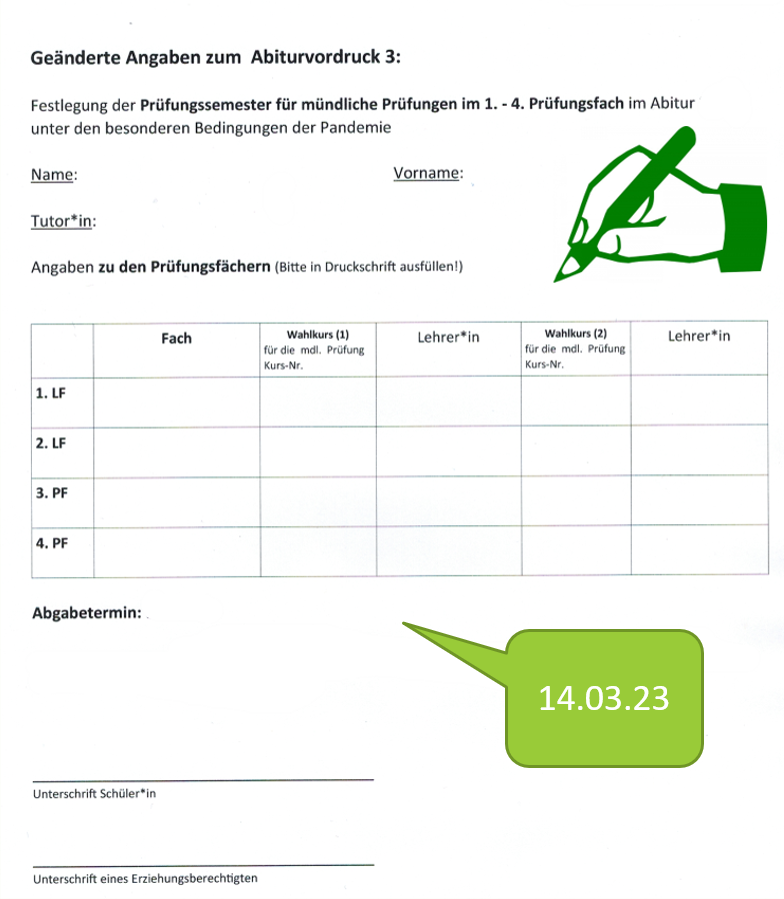 Geänderte Angaben zum Abiturvordruck 3:
Festlegung der Prüfungssemester für mündliche Prüfungen im 1. - 4. Prüfungsfach im Abitur
unter den besonderen Bedingungen der Pandemie
Name: Vorname:
Tutor*in:
Angaben zu den Prüfungsfächern (Bitte in Druckschrift ausfüllen!)
Fach Wahlkurs (1) Lehrer*in Wahlkurs (2) Lehrer*in
für die mdl. Prüfung für die mdl. Prüfung
Kurs-Nr. Kurs-Nr.
1. LF
2. LF
3. PF
4. PF
Abgabetermin:
14.03.23
Unterschrift Schüler*in
Unterschrift eines Erziehungsberechtigten